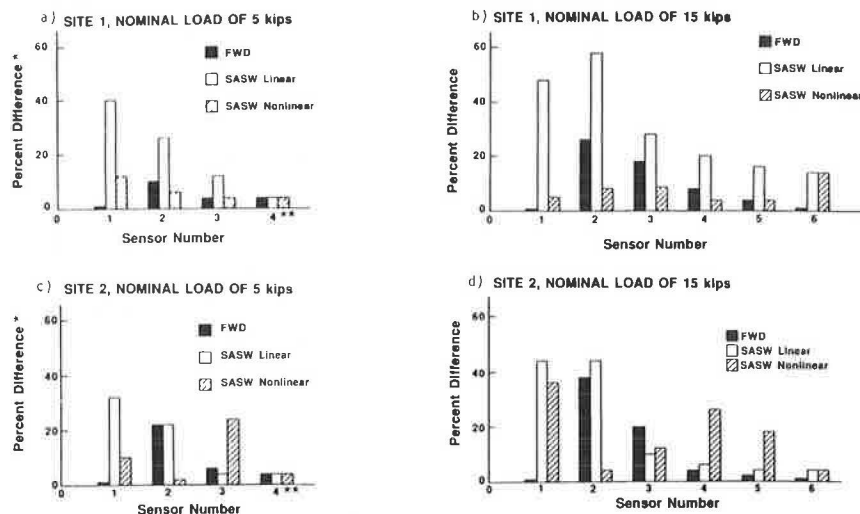 a) SITE 1, NOMINAL LOAD OF 5 kips
Percent Difference *
60
40
20
0
FWD
SASW Linear
SASW Nonlinear
0 1 2 3 4 **
Sensor Number
b) SITE 1, NOMINAL LOAD OF 15 kips
Percent Difference
60
40
20
0
FWD
SASW Linear
SASW Nonlinear
0 1 2 3 4 5 6
Sensor Number
c) SITE 2, NOMINAL LOAD OF 5 kips
Percent Difference *
60
40
20
0
FWD
SASW Linear
SASW Nonlinear
0 1 2 3 4 **
Sensor Number
d) SITE 2, NOMINAL LOAD OF 15 kips
Percent Difference
60
40
20
0
FWD
SASW Linear
SASW Nonlinear
0 1 2 3 4 5 6
Sensor Number